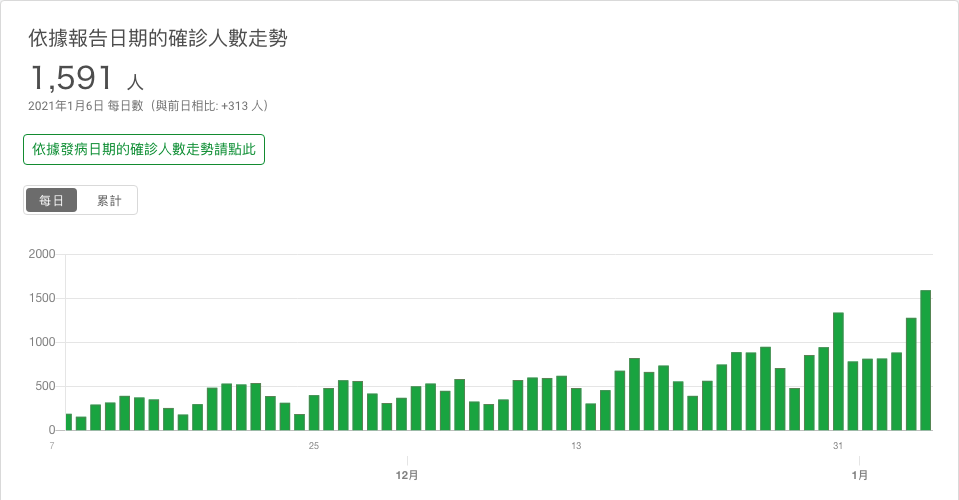 依據報告日期的確診人數走勢
1,591 人
2021年1月6日 每日數（與前日相比: +313 人）
依據發病日期的確診人數走勢請點此
每日 累計
2000
1500
1000
500
0
7 25 13 31
12月 1月